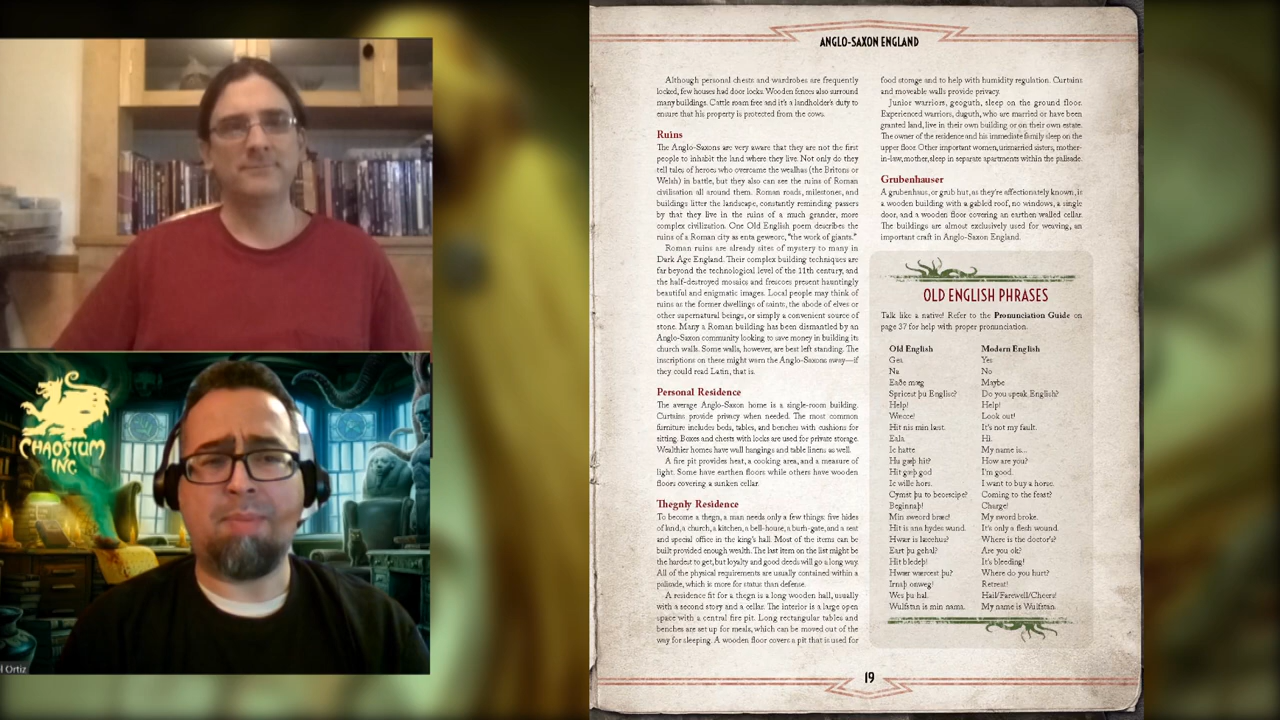 CHAOSIUM
INC.
l Ortiz
ANGLO-SAXON ENGLAND
Although personal chests and wardrobes are frequently
locked, few houses had door locks. Wooden fences also surround
many buildings. Cattle roam free and it's a landholder's duty to
ensure that his property is protected from the cows.
Ruins
The Anglo-Saxons are very aware that they are not the first
people to inhabit the land where they live. Not only do they
tell tales of heroes who overcame the wealhas (the Britons or
Welsh) in battle, but they also can see the ruins of Roman
civilisation all around them. Roman roads, milestones, and
buildings litter the landscape, constantly reminding passers
by that they live in the ruins of a much grander, more
complex civilization. One Old English poem describes the
ruins of a Roman city as enta geweorc, "the work of giants."
Roman ruins are already sites of mystery to many in
Dark Age England. Their complex building techniques are
far beyond the technological level of the 11th century, and
the half-destroyed mosaics and frescoes present hauntingly
beautiful and enigmatic images. Local people may think of
ruins as the former dwellings of saints, the abode of elves or
other supernatural beings, or simply a convenient source of
stone. Many a Roman building has been dismantled by an
Anglo-Saxon community looking to save money in building its
church walls. Some walls, however, are best left standing. The
inscriptions on these might warn the Anglo-Saxons away—if
they could read Latin, that is.
Personal Residence
The average Anglo-Saxon home is a single-room building.
Curtains provide privacy when needed. The most common
furniture includes beds, tables, and benches with cushions for
sitting. Boxes and chests with locks are used for private storage.
Wealthier homes have wall hangings and table linens as well.
A fire pit provides heat, a cooking area, and a measure of
light. Some have earthen floors while others have wooden
floors covering a sunken cellar.
Thegnly Residence
To become a thegn, a man needs only a few things: five hides
of land, a church, a kitchen, a bell-house, a burh-gate, and a seat
and special office in the king's hall. Most of the items can be
built provided enough wealth. The last item on the list might be
the hardest to get, but loyalty and good deeds will go a long way.
All of the physical requirements are usually contained within a
palisade, which is more for status than defense.
A residence fit for a thegn is a long wooden hall, usually
with a second story and a cellar. The interior is a large open
space with a central fire pit. Long rectangular tables and
benches are set up for meals, which can be moved out of the
way for sleeping. A wooden floor covers a pit that is used for
food storage and to help with humidity regulation. Curtains
and moveable walls provide privacy.
Junior warriors, geoguth, sleep on the ground floor.
Experienced warriors, duguth, who are married or have been
granted land, live in their own building or on their own estate.
The owner of the residence and his immediate family sleep on the
upper floor. Other important women, unmarried sisters, mother-
in-law, mother, sleep in separate apartments within the palisade.
Grubenhauser
A grubenhaus, or grub hut, as they're affectionately known, is
a wooden building with a gabled roof, no windows, a single
door, and a wooden floor covering an earthen walled cellar.
The buildings are almost exclusively used for weaving, an
important craft in Anglo-Saxon England.
OLD ENGLISH PHRASES
Talk like a native! Refer to the Pronunciation Guide on
page 37 for help with proper pronunciation.
Old English Modern English
Gea Yes
Na No
Eaðe mæg Maybe
Spricest þu Englisc? Do you speak English?
Help! Help!
Wæcce! Look out!
Hit nis min last. It's not my fault.
Eala Hi.
Ic hatte My name is...
Hu gæþ hit? How are you?
Hit gæþ god I'm good.
Ic wille hors. I want to buy a horse.
Cymst þu to beorscipe? Coming to the feast?
Beginnaþ! Charge!
Min sweord bræc! My sword broke.
Hit is ana hydes wund. It's only a flesh wound.
Hwær is læcehus? Where is the doctor's?
Eart þu gehal? Are you ok?
Hit bledeþ! It's bleeding!
Hwær wærcest þu? Where do you hurt?
Irnaþ onweg! Retreat!
Wes þu hal. Hail/Farewell/Cheers!
Wulfstan is min nama. My name is Wulfstan.
19